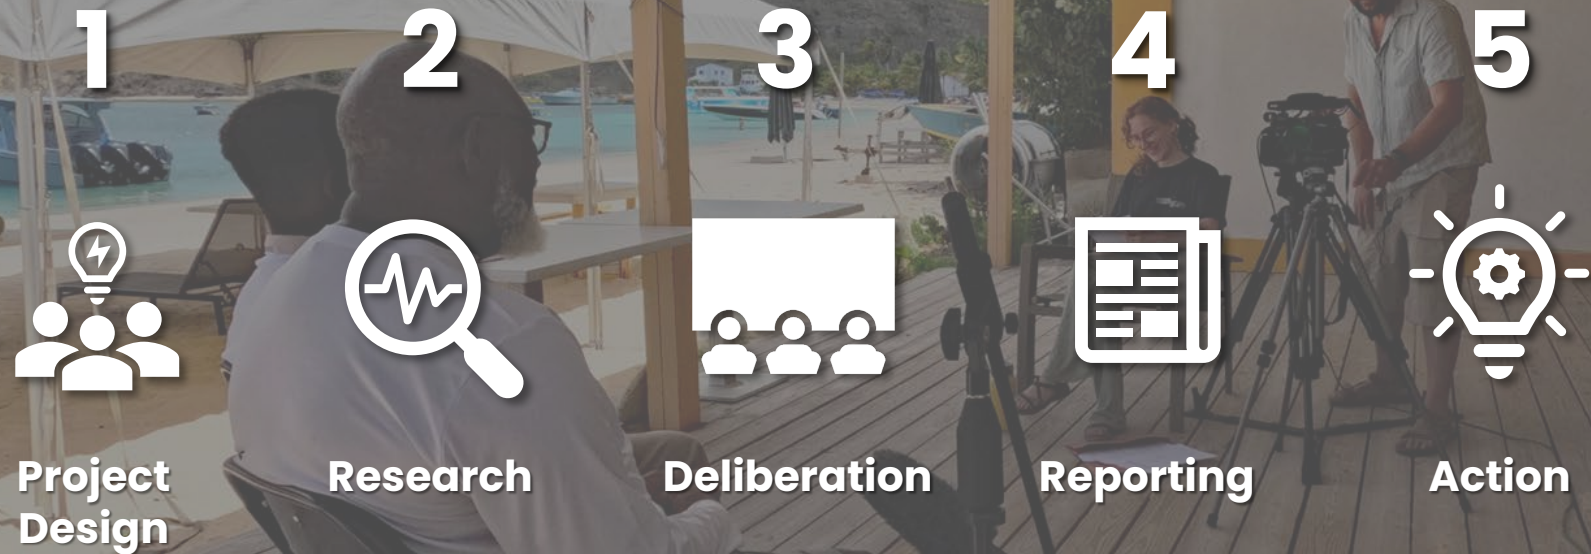 1
2
3
4
5
Project
Design
Research
Deliberation
Reporting
Action